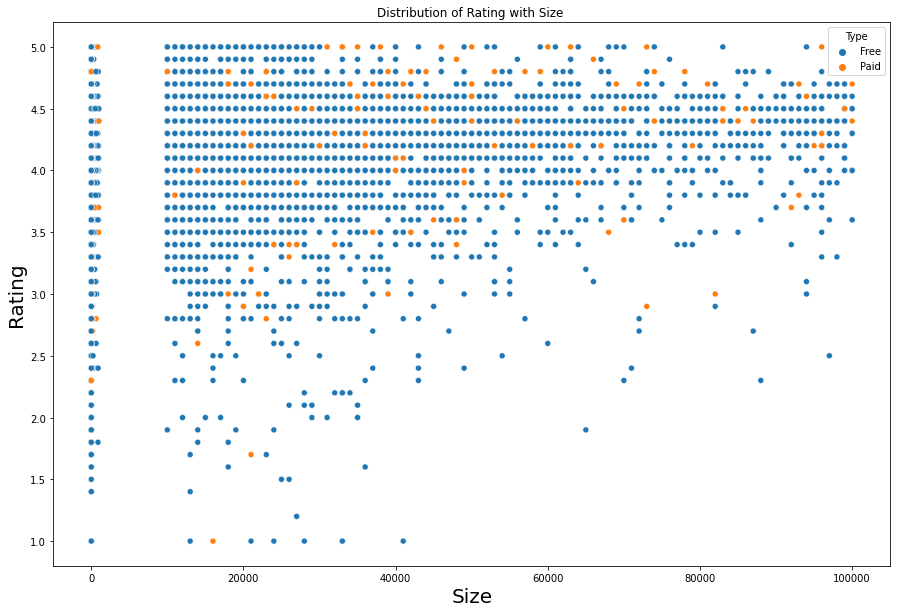 Distribution of Rating with Size
Type
Free
Paid
5.0
4.5
4.0
3.5
3.0
2.5
2.0
1.5
1.0
Rating
0
20000
40000
60000
80000
100000
Size